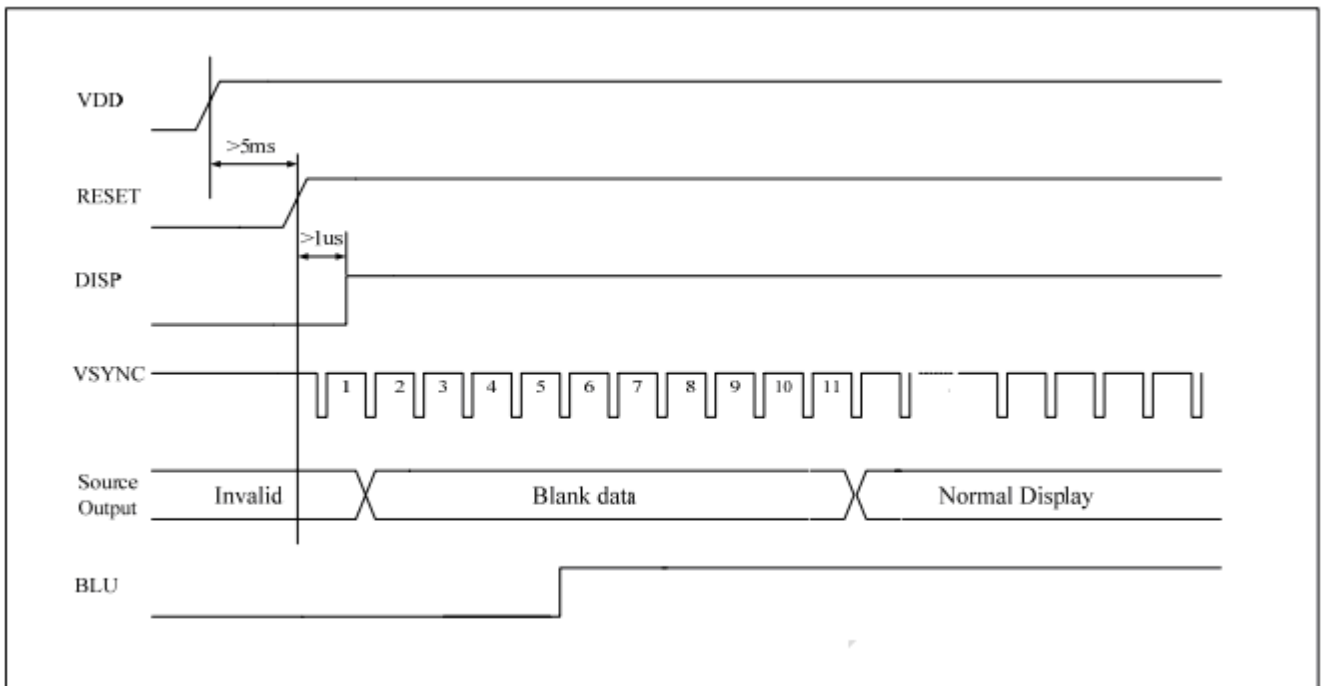 VDD
>5ms
RESET
>1us
DISP
VSYNC 1 2 3 4 5 6 7 8 9 10 11
Source
Output
Invalid Blank data Normal Display
BLU